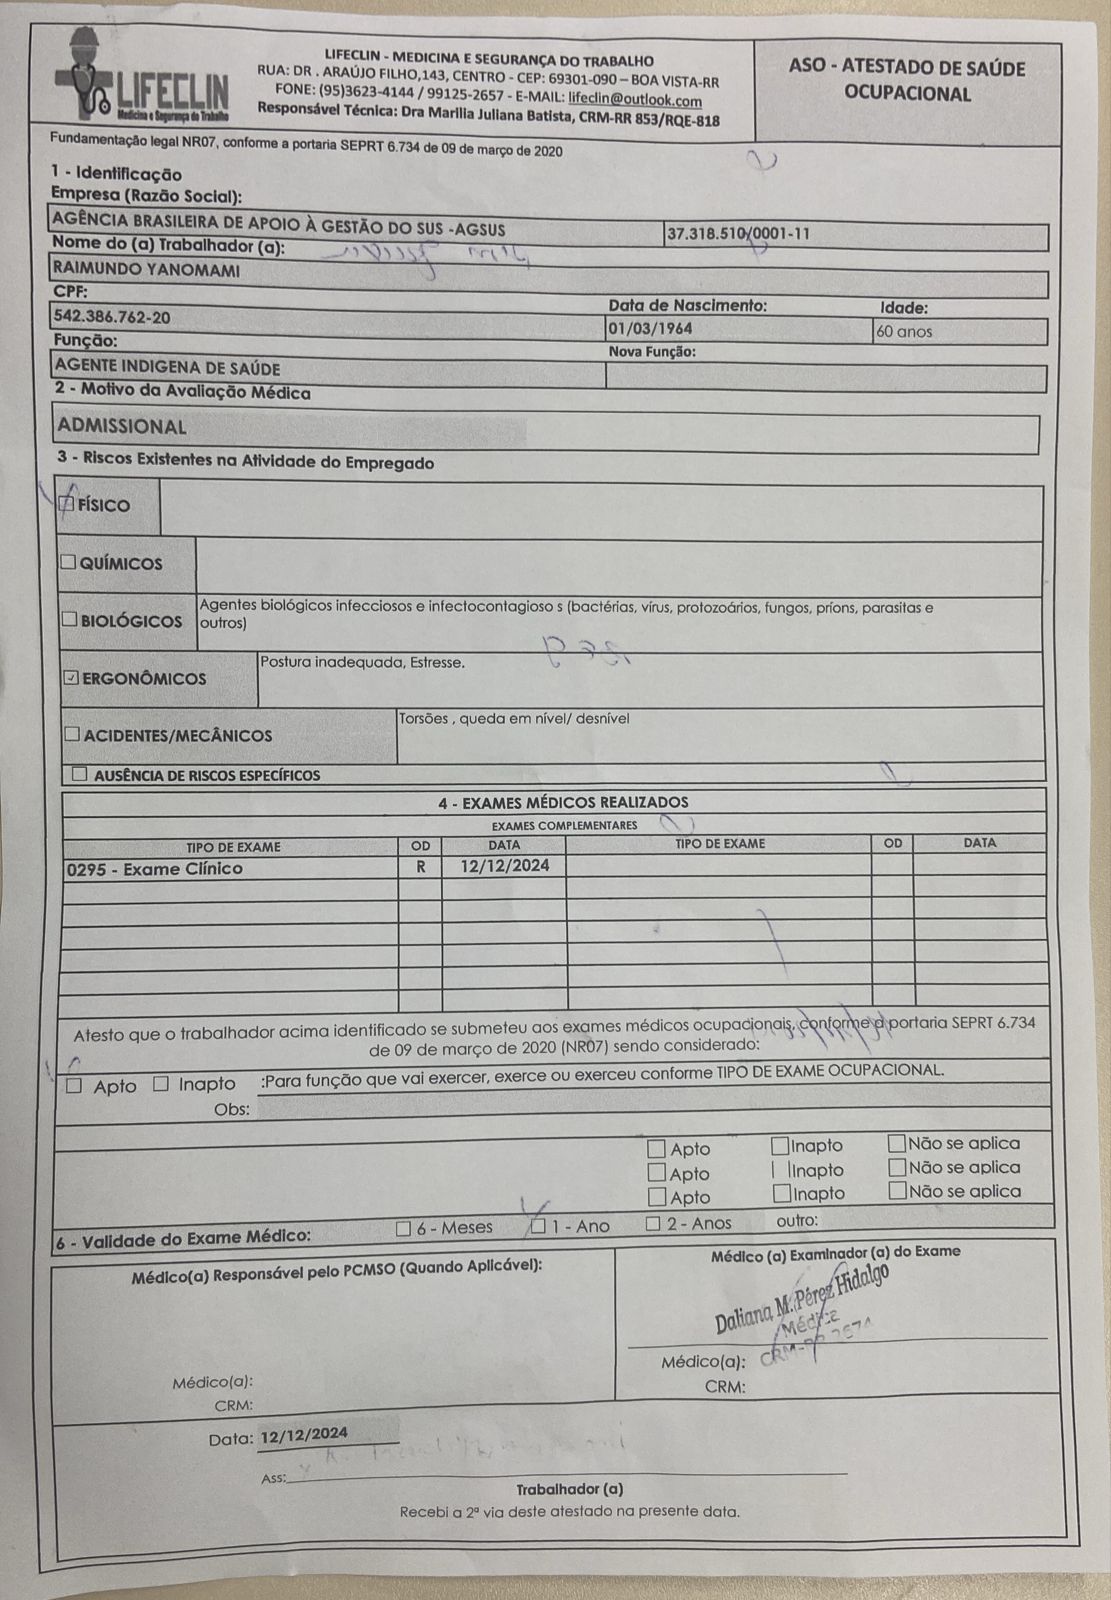 LIFECLIN
Medicina e Segurança do Trabalho
LIFECLIN - MEDICINA E SEGURANÇA DO TRABALHO
RUA: DR . ARAÚJO FILHO,143, CENTRO - CEP: 69301-090 – BOA VISTA-RR
FONE: (95)3623-4144 / 99125-2657 - E-MAIL: lifeclin@outlook.com
Responsável Técnica: Dra Marilia Juliana Batista, CRM-RR 853/RQE-818
ASO - ATESTADO DE SAÚDE
OCUPACIONAL
Fundamentação legal NR07, conforme a portaria SEPRT 6.734 de 09 de março de 2020
1 - Identificação
Empresa (Razão Social):
AGÊNCIA BRASILEIRA DE APOIO À GESTÃO DO SUS -AGSUS 37.318.510/0001-11
Nome do (a) Trabalhador (a):
RAIMUNDO YANOMAMI
CPF: Data de Nascimento: Idade:
542.386.762-20 01/03/1964 60 anos
Função: Nova Função:
AGENTE INDIGENA DE SAÚDE
2 - Motivo da Avaliação Médica
ADMISSIONAL
3 - Riscos Existentes na Atividade do Empregado
FÍSICO
QUÍMICOS
BIOLÓGICOS Agentes biológicos infecciosos e infectocontagioso s (bactérias, vírus, protozoários, fungos, príons, parasitas e
outros)
ERGONÔMICOS Postura inadequada, Estresse.
ACIDENTES/MECÂNICOS Torsões , queda em nível/ desnível
AUSÊNCIA DE RISCOS ESPECÍFICOS
4 - EXAMES MÉDICOS REALIZADOS
EXAMES COMPLEMENTARES
TIPO DE EXAME OD DATA TIPO DE EXAME OD DATA
0295 - Exame Clínico R 12/12/2024
Atesto que o trabalhador acima identificado se submeteu aos exames médicos ocupacionais, conforme a portaria SEPRT 6.734
de 09 de março de 2020 (NR07) sendo considerado:
Apto Inapto :Para função que vai exercer, exerce ou exerceu conforme TIPO DE EXAME OCUPACIONAL.
Obs:
Apto Inapto Não se aplica
Apto Inapto Não se aplica
Apto Inapto Não se aplica
6 - Validade do Exame Médico: 6 - Meses 1 - Ano 2 - Anos outro:
Médico(a) Responsável pelo PCMSO (Quando Aplicável):
Médico(a):
CRM:
Médico (a) Examinador (a) do Exame
Daliana M. Pérez Hidalgo
Médica
Médico(a):
CRM:
Data: 12/12/2024
Ass:
Trabalhador (a)
Recebi a 2ª via deste atestado na presente data.